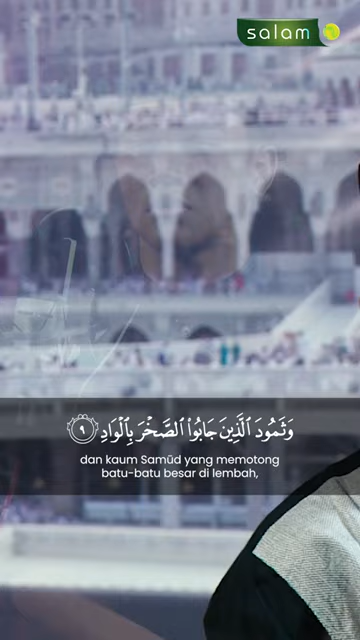 salam
وَثَمُودَ ٱلَّذِينَ جَابُوا۟ ٱلصَّخْرَ بِٱلْوَادِ ٩
dan kaum Samūd yang memotong
batu-batu besar di lembah,